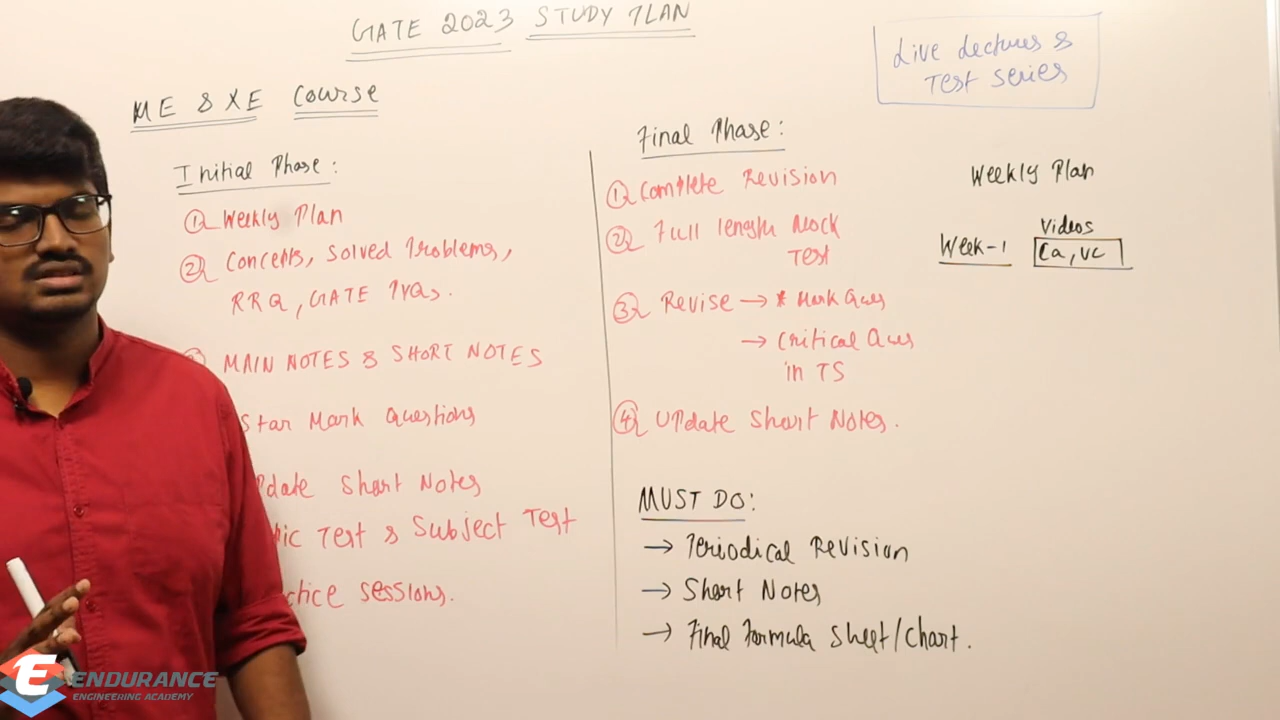 GATE 2023 STUDY PLAN
Live Lectures &
Test series
ME & XE Course
Initial Phase:
① Weekly Plan
② Concepts, Solved Problems,
RRQ, GATE PYQs.
MAIN NOTES & SHORT NOTES
Star Mark Questions
pdate Short Notes
ic Test & Subject Test
ctice sessions.
Final Phase:
① Complete Revision
② Full length Mock
Test
③ Revise → * Mark Ques
→ Critical Ques
in TS
④ Update Short Notes.
MUST DO:
→ Periodical Revision
→ Short Notes
→ Final Formula Sheet/Chart.
Weekly Plan
Videos
Week-1 Ca, VC
ENDURANCE
ENGINEERING ACADEMY